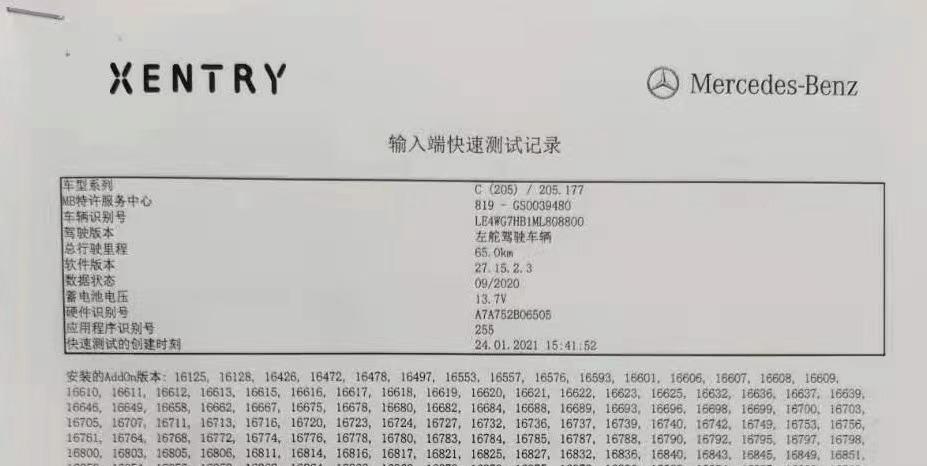 XENTRY
Mercedes-Benz
输入端快速测试记录
车型系列 C (205) / 205.177
MB特许服务中心 819 - GS0039480
车辆识别号 LE4WG7HB1ML808800
驾驶版本 左舵驾驶车辆
总行驶里程 65.0km
软件版本 27.15.2.3
数据状态 09/2020
蓄电池电压 13.7V
硬件识别号 A7A752B06505
应用程序识别号 255
快速测试的创建时刻 24.01.2021 15:41:52
安装的AddOn版本: 16125, 16128, 16426, 16472, 16478, 16497, 16553, 16557, 16576, 16593, 16601, 16606, 16607, 16608, 16609,
16610, 16611, 16612, 16613, 16615, 16616, 16617, 16618, 16619, 16620, 16621, 16622, 16623, 16625, 16632, 16636, 16637, 16639,
16646, 16649, 16658, 16662, 16667, 16675, 16678, 16680, 16682, 16684, 16688, 16689, 16693, 16696, 16698, 16699, 16700, 16703,
16705, 16707, 16711, 16713, 16716, 16720, 16723, 16724, 16727, 16732, 16736, 16737, 16739, 16740, 16742, 16749, 16753, 16756,
16761, 16764, 16768, 16772, 16774, 16776, 16778, 16780, 16783, 16784, 16785, 16787, 16788, 16790, 16792, 16795, 16797, 16798,
16800, 16803, 16805, 16806, 16811, 16814, 16816, 16817, 16821, 16825, 16827, 16832, 16836, 16840, 16843, 16845, 16849, 16851,